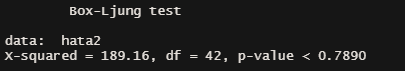 Box-Ljung test
data:  hata2
X-squared = 189.16, df = 42, p-value < 0.7890